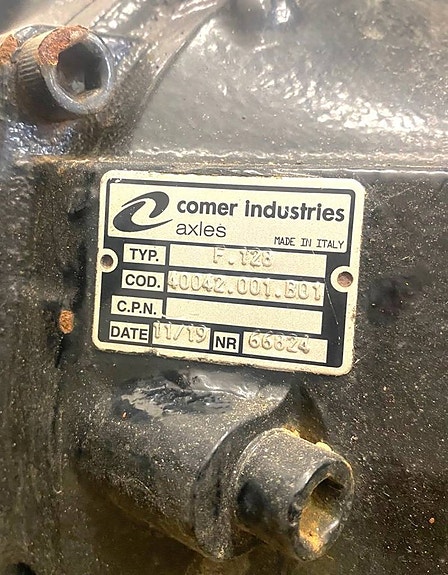 comer industries
axles
MADE IN ITALY
TYP. F.128
COD. 40042.001.B01
C.P.N.
DATE 11/19 NR 66824